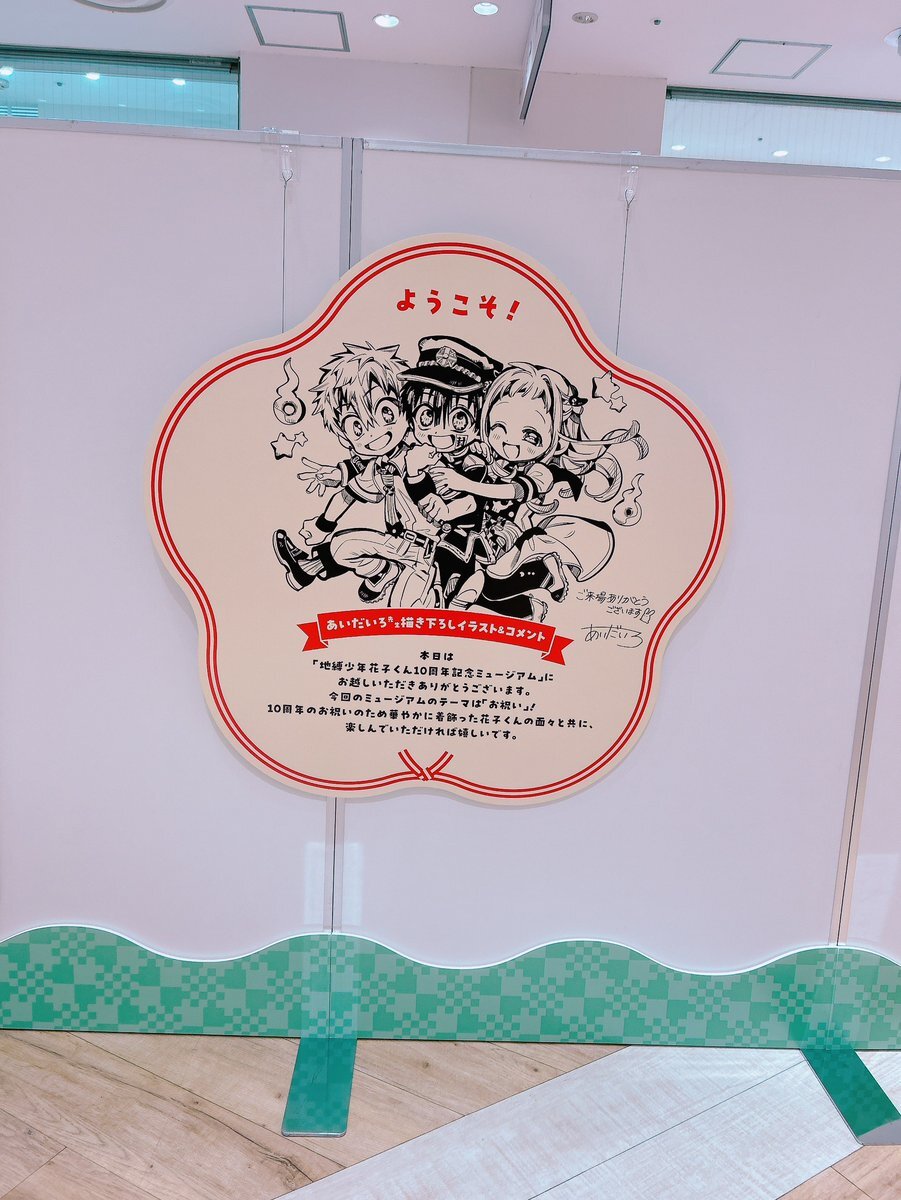 ようこそ!
ご来場ありがとう
ございます
あいだいろ
あいだいろ先生描き下ろしイラスト&コメント
本日は
「地縛少年花子くん10周年記念ミュージアム」に
お越しいただきありがとうございます。
今回のミュージアムのテーマは「お祝い」!
10周年のお祝いのため華やかに着飾った花子くんの面々と共に、
楽しんでいただければ嬉しいです。